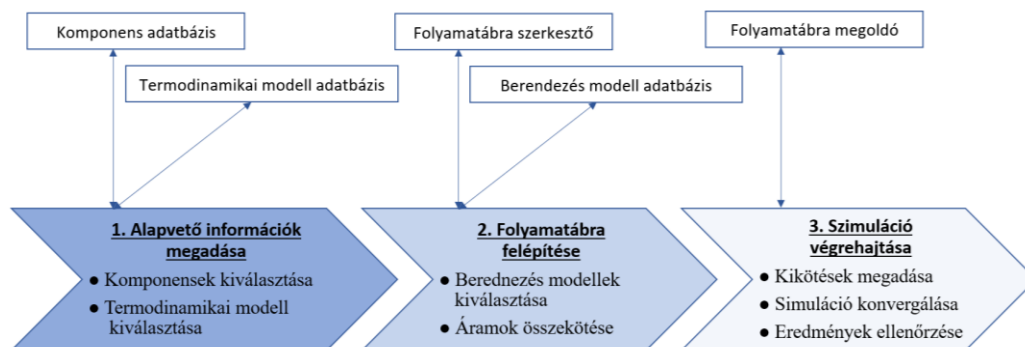 Komponens adatbázis
Termodinamikai modell adatbázis
Folyamatábra szerkesztő
Berendezés modell adatbázis
Folyamatábra megoldó
1. Alapvető információk
megadása
● Komponensek kiválasztása
● Termodinamikai modell
kiválasztása
2. Folyamatábra
felépítése
● Berednezés modellek
kiválasztása
● Áramok összekötése
3. Szimuláció
végrehajtása
● Kikötések megadása
● Simuláció konvergálása
● Eredmények ellenőrzése